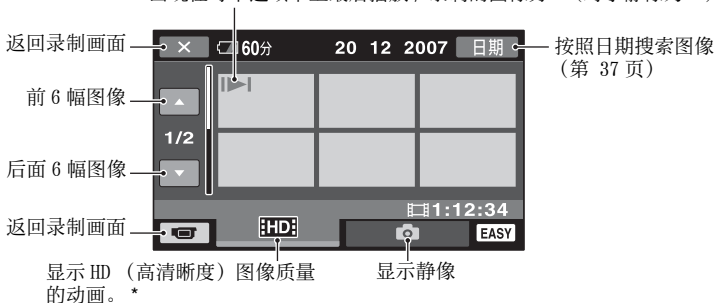 返回录制画面
60分
20 12 2007
日期
按照日期搜索图像
(第 37 页)
前 6 幅图像
1/2
后面 6 幅图像
1:12:34
返回录制画面
HD
EASY
显示 HD (高清晰度) 图像质量
的动画。*
显示静像